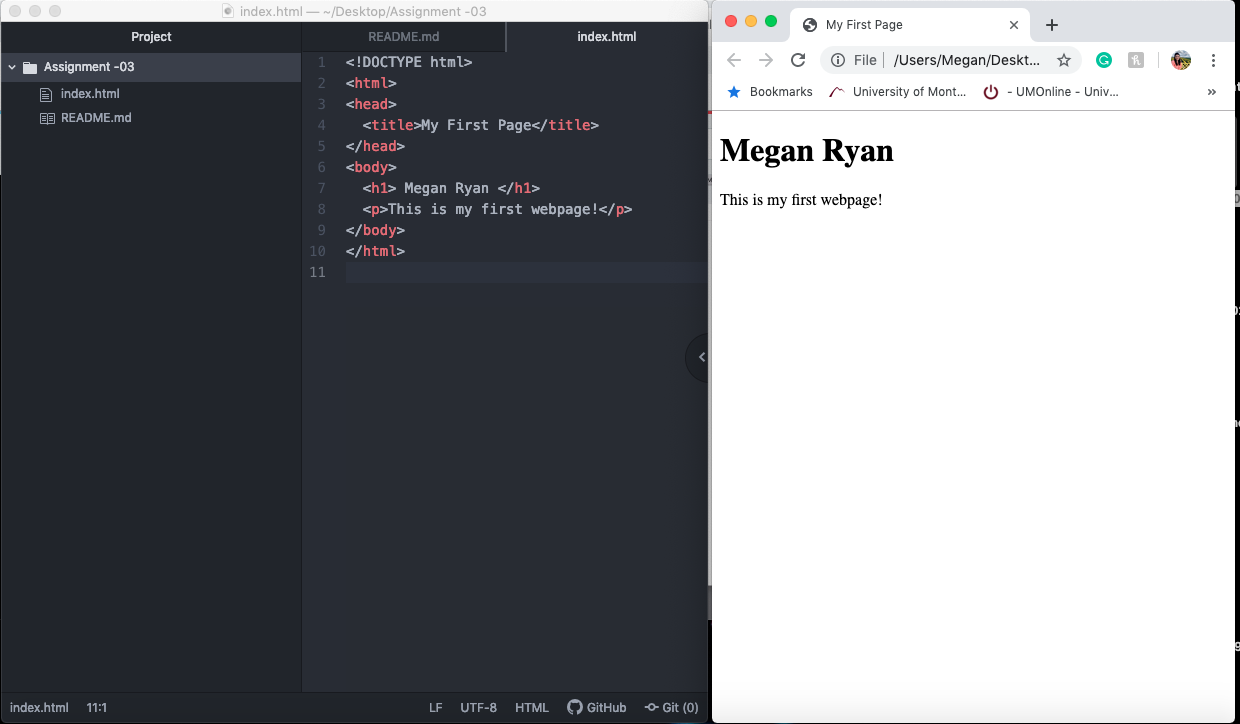 index.html — ~/Desktop/Assignment -03
Project
README.md
index.html
Assignment -03
index.html
README.md
1 <!DOCTYPE html>
2 <html>
3 <head>
4 <title>My First Page</title>
5 </head>
6 <body>
7 <h1> Megan Ryan </h1>
8 <p>This is my first webpage!</p>
9 </body>
10 </html>
11
index.html 11:1 LF UTF-8 HTML GitHub Git (0)
My First Page
File /Users/Megan/Deskt...
Bookmarks University of Mont... - UMOnline - Univ...
Megan Ryan
This is my first webpage!